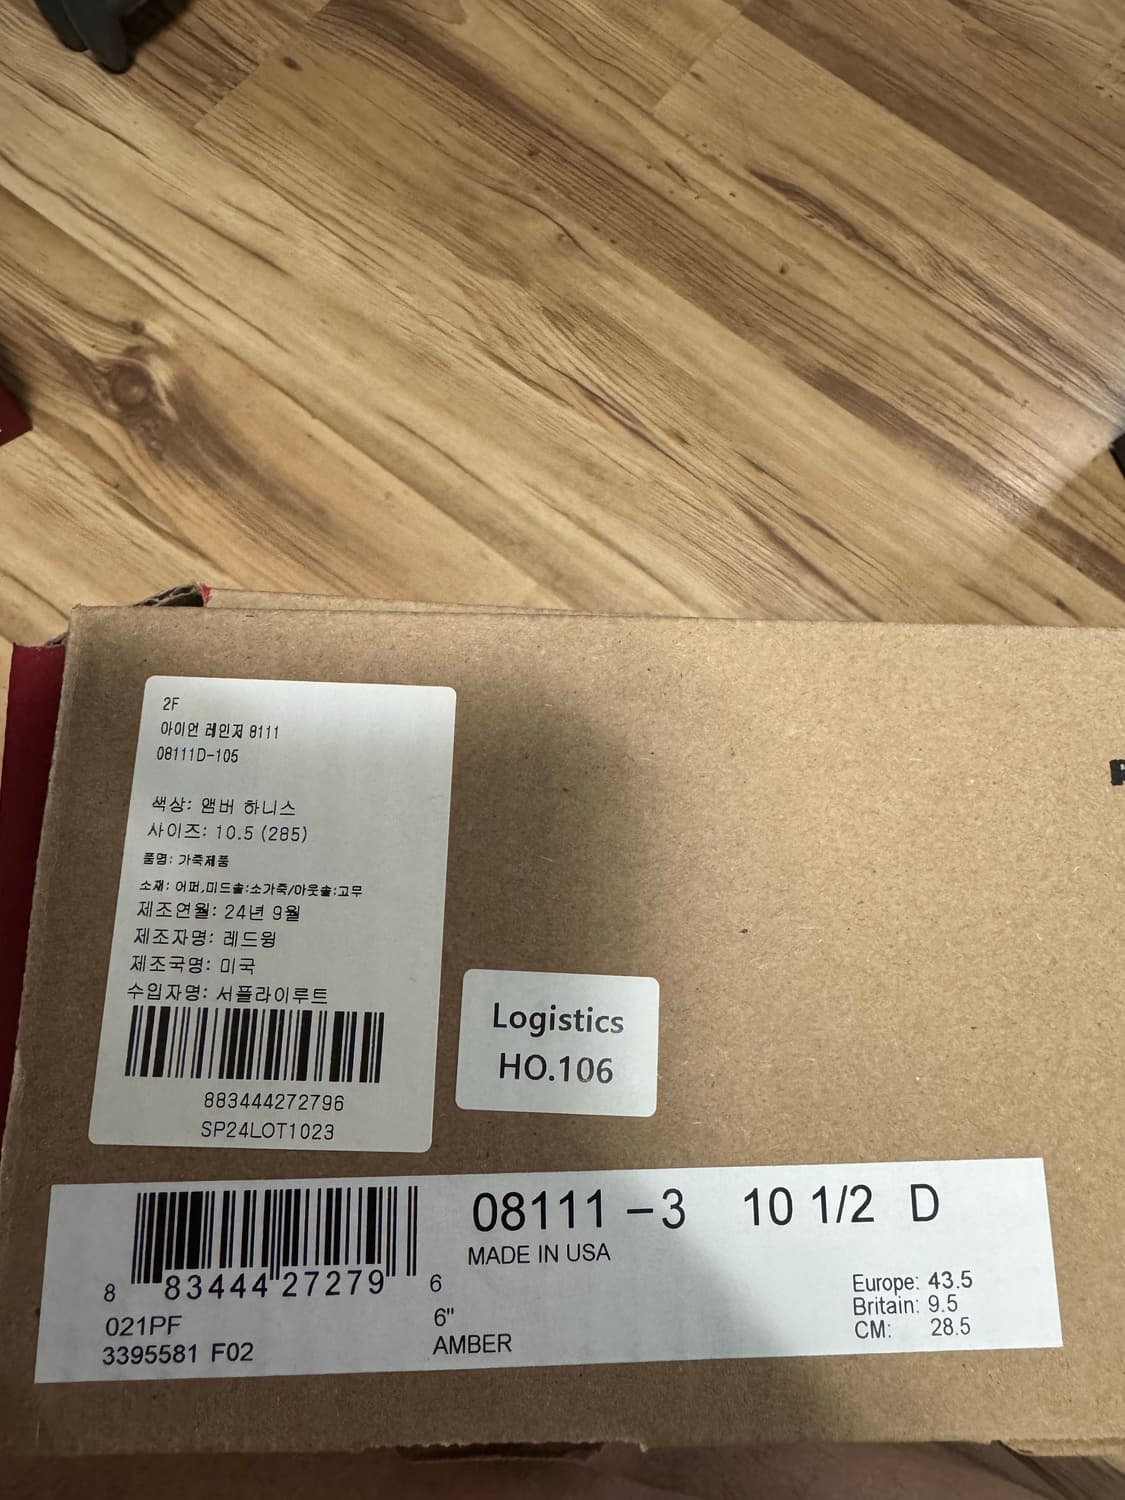 2F
아이언 레인저 8111
08111D-105
색상: 앰버 하니스
사이즈: 10.5 (285)
품명: 가죽제품
소재: 어퍼,미드솔:소가죽/아웃솔:고무
제조연월: 24년 9월
제조자명: 레드윙
제조국명: 미국
수입자명: 서플라이루트
883444272796
SP24LOT1023
Logistics
HO.106
08111 -3 10 1/2 D
MADE IN USA
8 83444 27279 6
021PF
3395581 F02
6"
AMBER
Europe: 43.5
Britain: 9.5
CM: 28.5